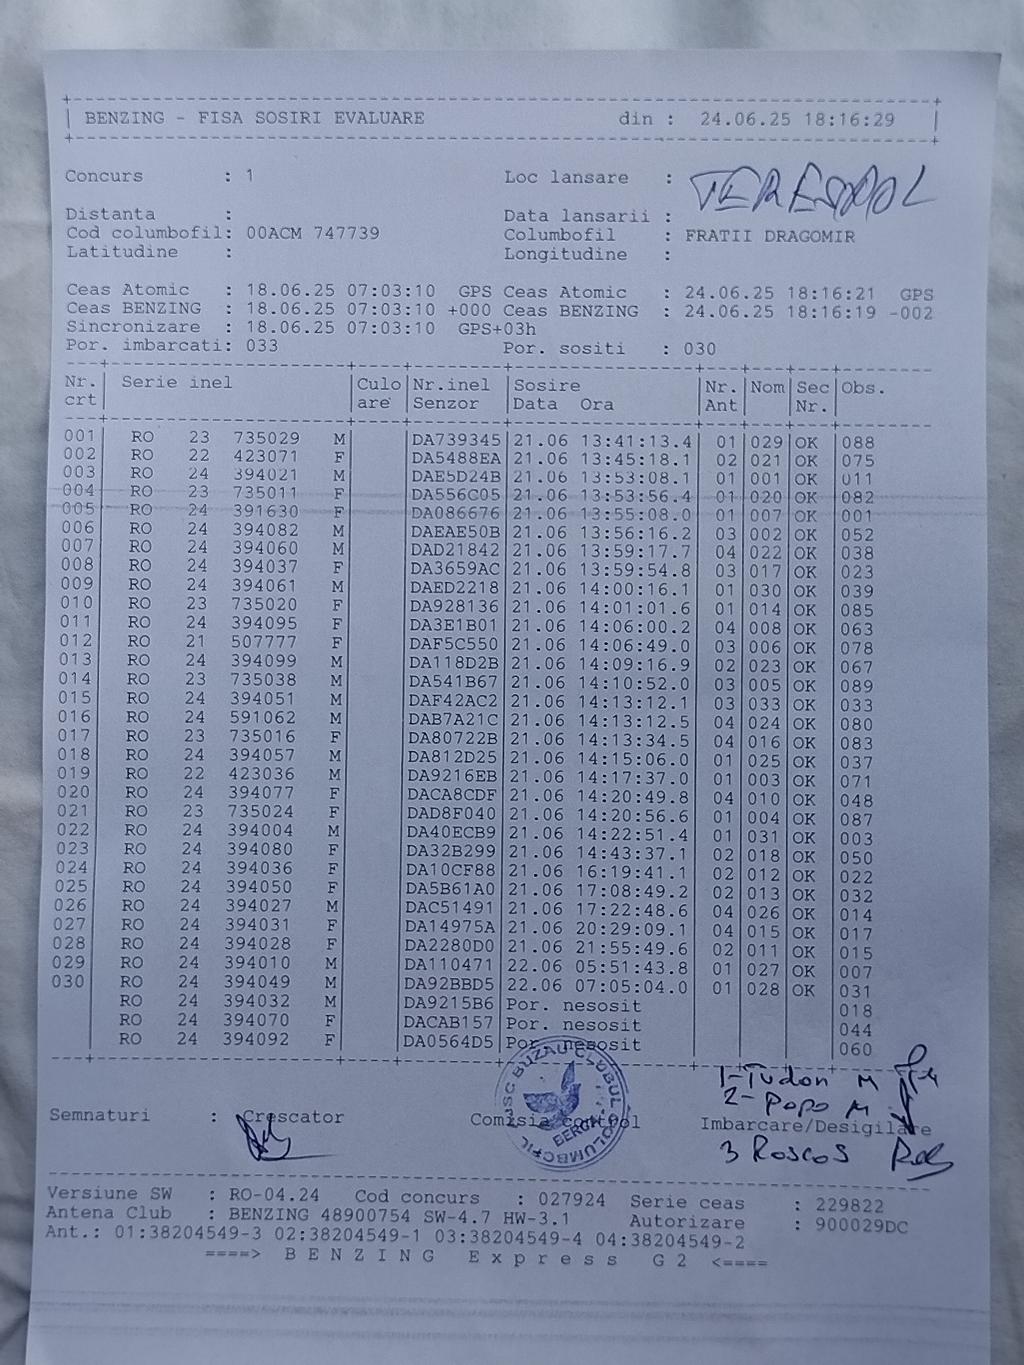 BENZING - FISA SOSIRI EVALUARE din : 24.06.25 18:16:29
Concurs : 1 Loc lansare : TERESPOL
Distanta : Data lansarii :
Cod columbofil: 00ACM 747739 Columbofil : FRATII DRAGOMIR
Latitudine : Longitudine :
Ceas Atomic : 18.06.25 07:03:10 GPS Ceas Atomic : 24.06.25 18:16:21 GPS
Ceas BENZING : 18.06.25 07:03:10 +000 Ceas BENZING : 24.06.25 18:16:19 -002
Sincronizare : 18.06.25 07:03:10 GPS+03h
Por. imbarcati: 033 Por. sositi : 030
Nr. Serie inel Culo Nr.inel Sosire Nr. Nom Sec Obs.
crt are Senzor Data Ora Ant Nr.
001 RO 23 735029 M DA739345 21.06 13:41:13.4 01 029 OK 088
002 RO 22 423071 F DA5488EA 21.06 13:45:18.1 02 021 OK 075
003 RO 24 394021 M DAE5D24B 21.06 13:53:08.1 01 001 OK 011
004 RO 23 735011 F DA556C05 21.06 13:53:56.4 01 020 OK 082
005 RO 24 391630 F DA086676 21.06 13:55:08.0 01 007 OK 001
006 RO 24 394082 M DAEAE50B 21.06 13:56:16.2 03 002 OK 052
007 RO 24 394060 M DAD21842 21.06 13:59:17.7 04 022 OK 038
008 RO 24 394037 F DA3659AC 21.06 13:59:54.8 03 017 OK 023
009 RO 24 394061 M DAED2218 21.06 14:00:16.1 01 030 OK 039
010 RO 23 735020 F DA928136 21.06 14:01:01.6 01 014 OK 085
011 RO 24 394095 F DA3E1B01 21.06 14:06:00.2 04 008 OK 063
012 RO 21 507777 F DAF5C550 21.06 14:06:49.0 03 006 OK 078
013 RO 24 394099 M DA118D2B 21.06 14:09:16.9 02 023 OK 067
014 RO 23 735038 M DA541B67 21.06 14:10:52.0 03 005 OK 089
015 RO 24 394051 M DAF42AC2 21.06 14:13:12.1 03 033 OK 033
016 RO 24 591062 M DAB7A21C 21.06 14:13:12.5 04 024 OK 080
017 RO 23 735016 F DA80722B 21.06 14:13:34.5 04 016 OK 083
018 RO 24 394057 M DA812D25 21.06 14:15:06.0 01 025 OK 037
019 RO 22 423036 M DA9216EB 21.06 14:17:37.0 01 003 OK 071
020 RO 24 394077 F DACA8CDF 21.06 14:20:49.8 04 010 OK 048
021 RO 23 735024 F DAD8F040 21.06 14:20:56.6 01 004 OK 087
022 RO 24 394004 M DA40ECB9 21.06 14:22:51.4 01 031 OK 003
023 RO 24 394080 F DA32B299 21.06 14:43:37.1 02 018 OK 050
024 RO 24 394036 F DA10CF88 21.06 16:19:41.1 02 012 OK 022
025 RO 24 394050 F DA5B61A0 21.06 17:08:49.2 02 013 OK 032
026 RO 24 394027 M DAC51491 21.06 17:22:48.6 04 026 OK 014
027 RO 24 394031 F DA14975A 21.06 20:29:09.1 04 015 OK 017
028 RO 24 394028 F DA2280D0 21.06 21:55:49.6 02 011 OK 015
029 RO 24 394010 M DA110471 22.06 05:51:43.8 01 027 OK 007
030 RO 24 394049 M DA92BBD5 22.06 07:05:04.0 01 028 OK 031
RO 24 394032 M DA9215B6 Por. nesosit 018
RO 24 394070 F DACAB157 Por. nesosit 044
RO 24 394092 F DA0564D5 Por. nesosit 060
1-Tudor M
2-Popa M
Semnaturi : Crescator Comisia control Imbarcare/Desigilare
BUZAU CLUBUL COLUMBOFIL BERCA
3 Roscos
Versiune SW : RO-04.24 Cod concurs : 027924 Serie ceas : 229822
Antena Club : BENZING 48900754 SW-4.7 HW-3.1 Autorizare : 900029DC
Ant.: 01:38204549-3 02:38204549-1 03:38204549-4 04:38204549-2
====> BENZING Express G2 <====